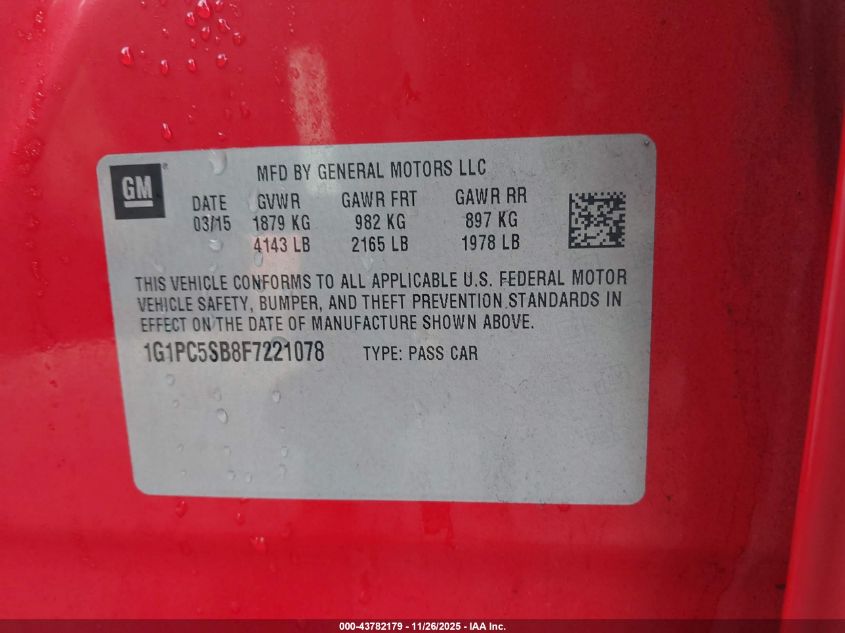 GM
®
MFD BY GENERAL MOTORS LLC
DATE GVWR GAWR FRT GAWR RR
03/15 1879 KG 982 KG 897 KG
4143 LB 2165 LB 1978 LB
THIS VEHICLE CONFORMS TO ALL APPLICABLE U.S. FEDERAL MOTOR
VEHICLE SAFETY, BUMPER, AND THEFT PREVENTION STANDARDS IN
EFFECT ON THE DATE OF MANUFACTURE SHOWN ABOVE.
1G1PC5SB8F7221078 TYPE: PASS CAR
000-43782179 - 11/26/2025 - IAA Inc.